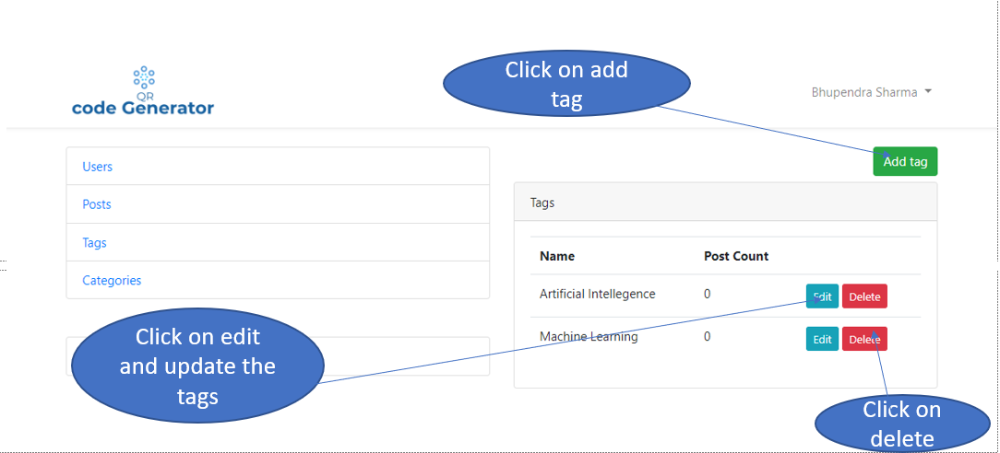 Click on add
tag
QR
code Generator
Bhupendra Sharma
Add tag
Users
Posts
Tags
Categories
Tags
Name Post Count
Artificial Intellegence 0 Edit Delete
Machine Learning 0 Edit Delete
Click on edit
and update the
tags
Click on
delete